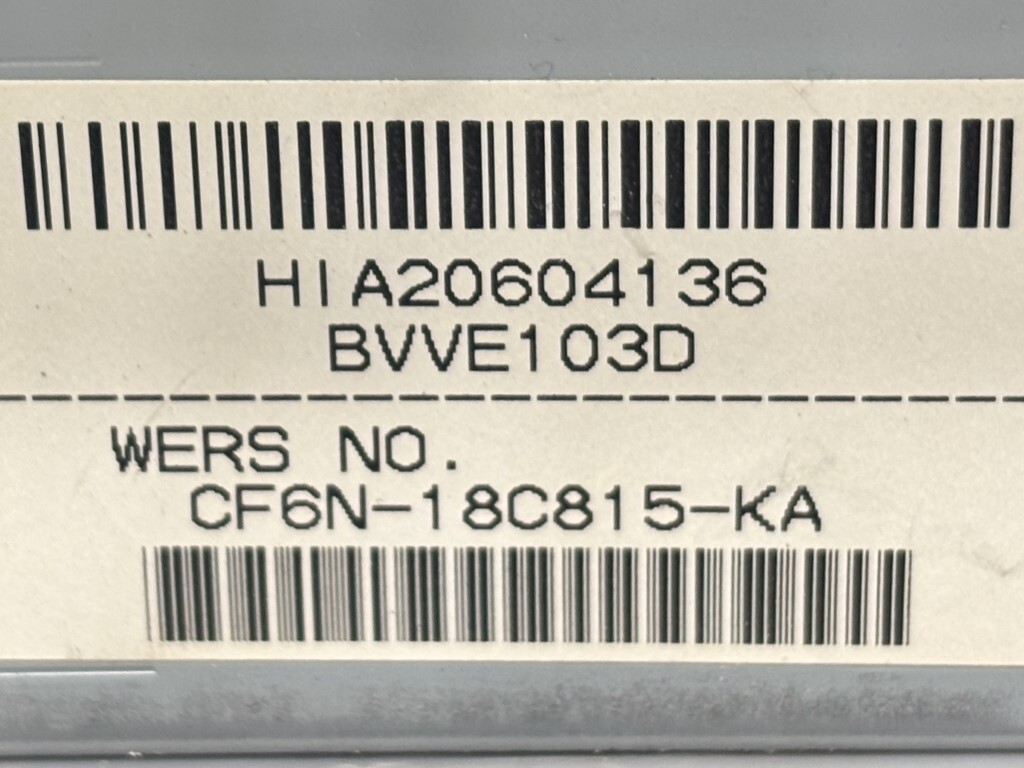 HIA20604136
BVVE103D
WERS NO.
CF6N-18C815-KA